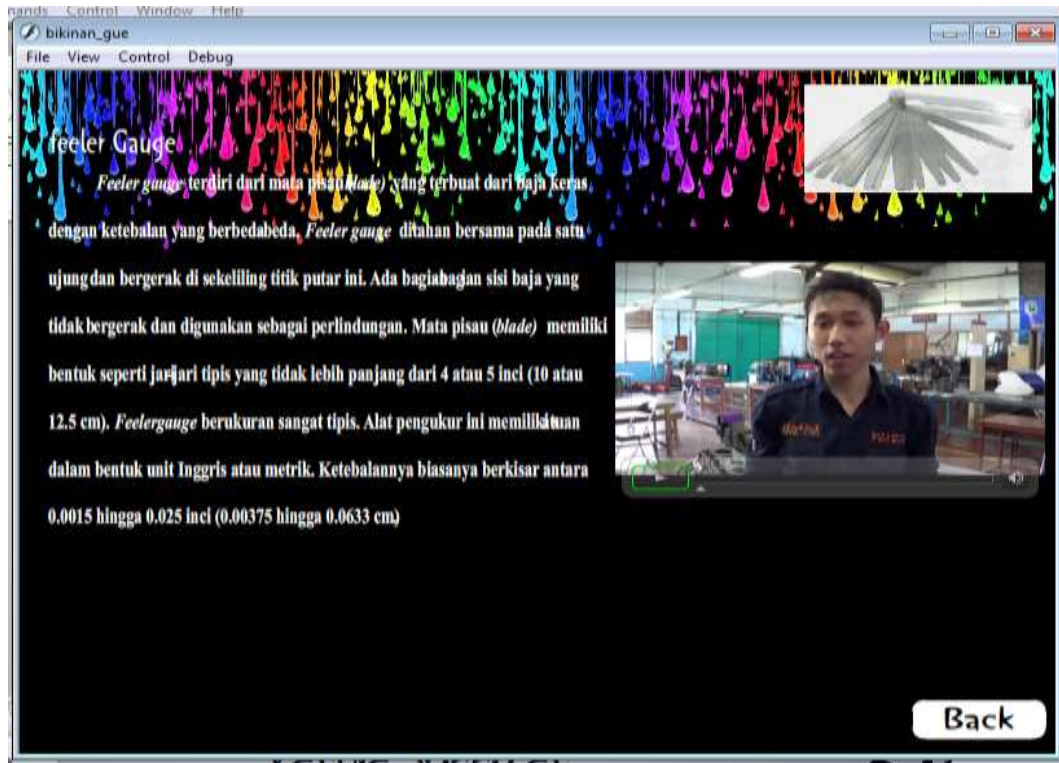 Control Window Help
bikinan_gue
File View Control Debug
feeler Gauge
Feeler gauge terdiri dari mata pisau blade) yang terbuat dari baja keras
dengan ketebalan yang berbedabeda. Feeler gauge ditahan bersama pada satu
ujungdan bergerak di sekeliling titik putar ini. Ada bagiabagian sisi baja yang
tidak bergerak dan digunakan sebagai perlindungan. Mata pisau (blade) memiliki
bentuk seperti jarijari tipis yang tidak lebih panjang dari 4 atau 5 inci (10 atau
12.5 cm). Feelergauge berukuran sangat tipis. Alat pengukur ini memiliki
dalam bentuk unit Inggris atau metrik. Ketebalannya biasanya berkisar antara
0.0015 hingga 0.025 inci (0.00375 hingga 0.0633 cm)
Back